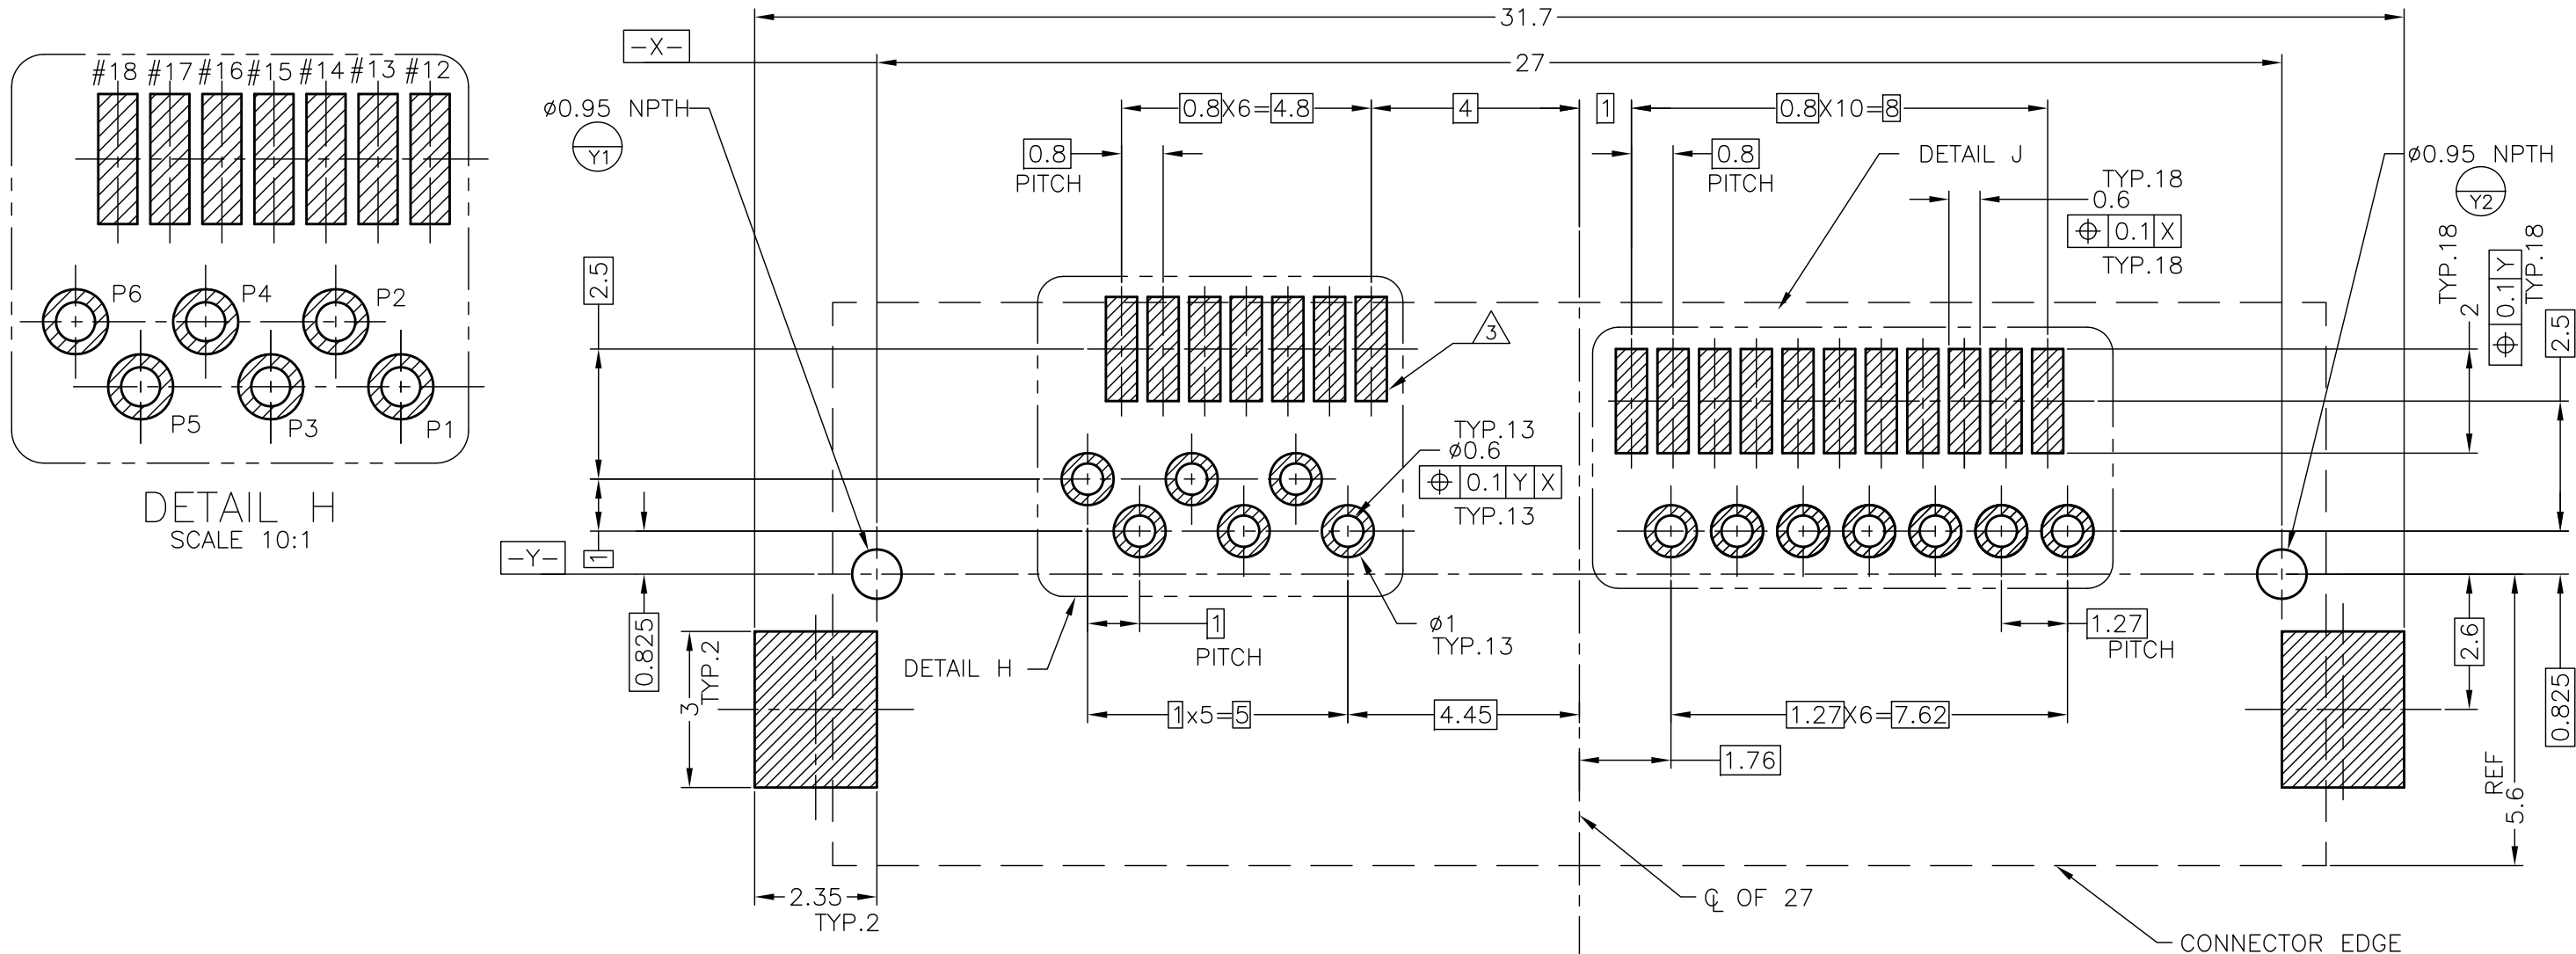 31.7
-X-
27
#18 #17 #16 #15 #14 #13 #12
ø0.95 NPTH
Y1
0.8X6=4.8
4
1
0.8X10=8
0.8
PITCH
0.8
PITCH
DETAIL J
TYP.18
0.6
⌖ 0.1 X
TYP.18
ø0.95 NPTH
Y2
TYP.18
2
⌖ 0.1 Y
TYP.18
2.5
2.5
P6 P4 P2
P5 P3 P1
3
DETAIL H
SCALE 10:1
TYP.13
ø0.6
⌖ 0.1 Y X
TYP.13
-Y-
1
0.825
3
TYP.2
DETAIL H
1
PITCH
ø1
TYP.13
1.27
PITCH
2.6
0.825
1x5=5
4.45
1.27X6=7.62
1.76
REF
5.6
2.35
TYP.2
℄ OF 27
CONNECTOR EDGE